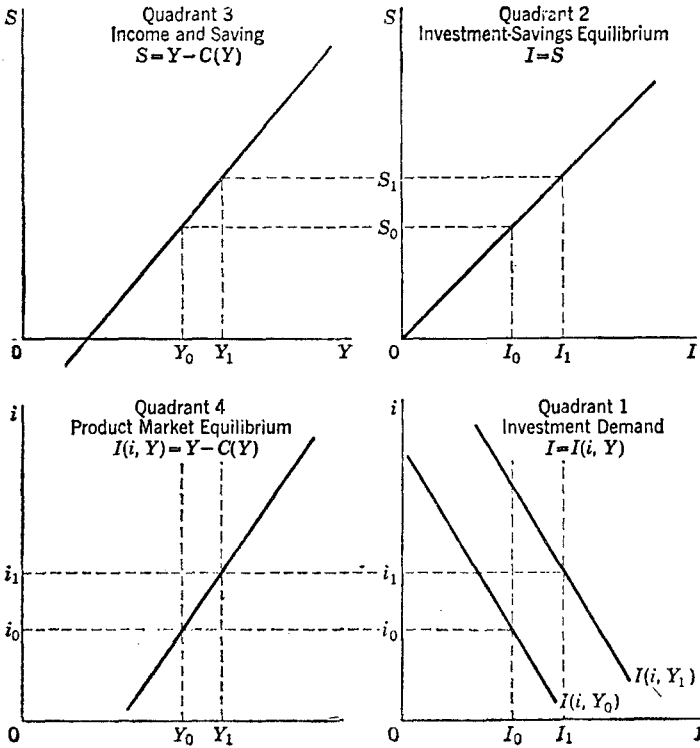 S
Quadrant 3
Income and Saving
S=Y−C(Y)
0
Y₀
Y₁
Y
Quadrant 2
Investment-Savings Equilibrium
I=S
S
S₁
S₀
0
I₀
I₁
I
i
Quadrant 4
Product Market Equilibrium
I(i, Y)=Y−C(Y)
i₁
i₀
0
Y₀
Y₁
i
Quadrant 1
Investment Demand
I=I(i, Y)
i₁
i₀
I(i, Y₁)
I(i, Y₀)
0
I₀
I₁